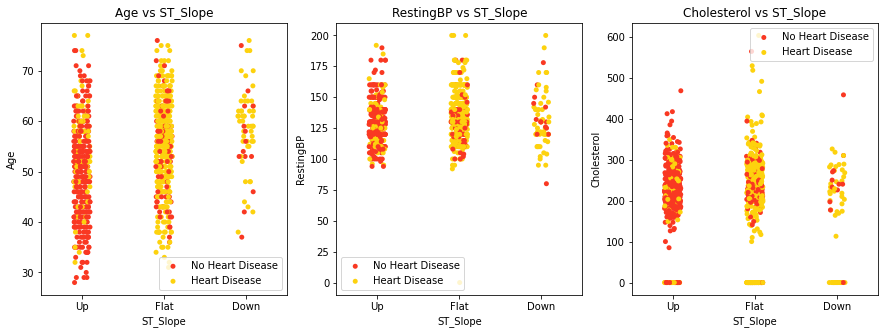 Age vs ST_Slope
Age
70
60
50
40
30
Up
Flat
Down
ST_Slope
No Heart Disease
Heart Disease
RestingBP vs ST_Slope
RestingBP
200
175
150
125
100
75
50
25
0
Up
Flat
Down
ST_Slope
No Heart Disease
Heart Disease
Cholesterol vs ST_Slope
Cholesterol
600
500
400
300
200
100
0
Up
Flat
Down
ST_Slope
No Heart Disease
Heart Disease